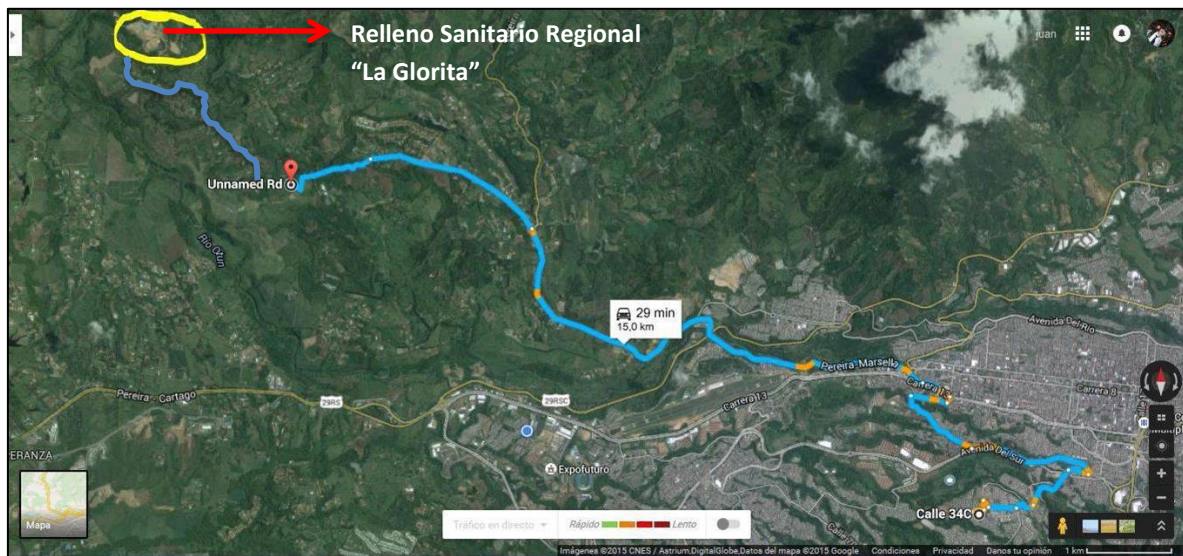 Relleno Sanitario Regional
“La Glorita”
juan
Unnamed Rd
Río Otún
29 min
15,0 km
Avenida Del Río
Pereira-Marsella
Pereira - Cartago
29RS
29RSC
Carrera 13
Carrera 8
Avenida Del Sur
Expofuturo
Calle 34C
Mapa
Tráfico en directo
Rápido
Lento
Imágenes ©2015 CNES / Astrium,DigitalGlobe,Datos del mapa ©2015 Google
Condiciones
Privacidad
Danos tu opinión
1 km